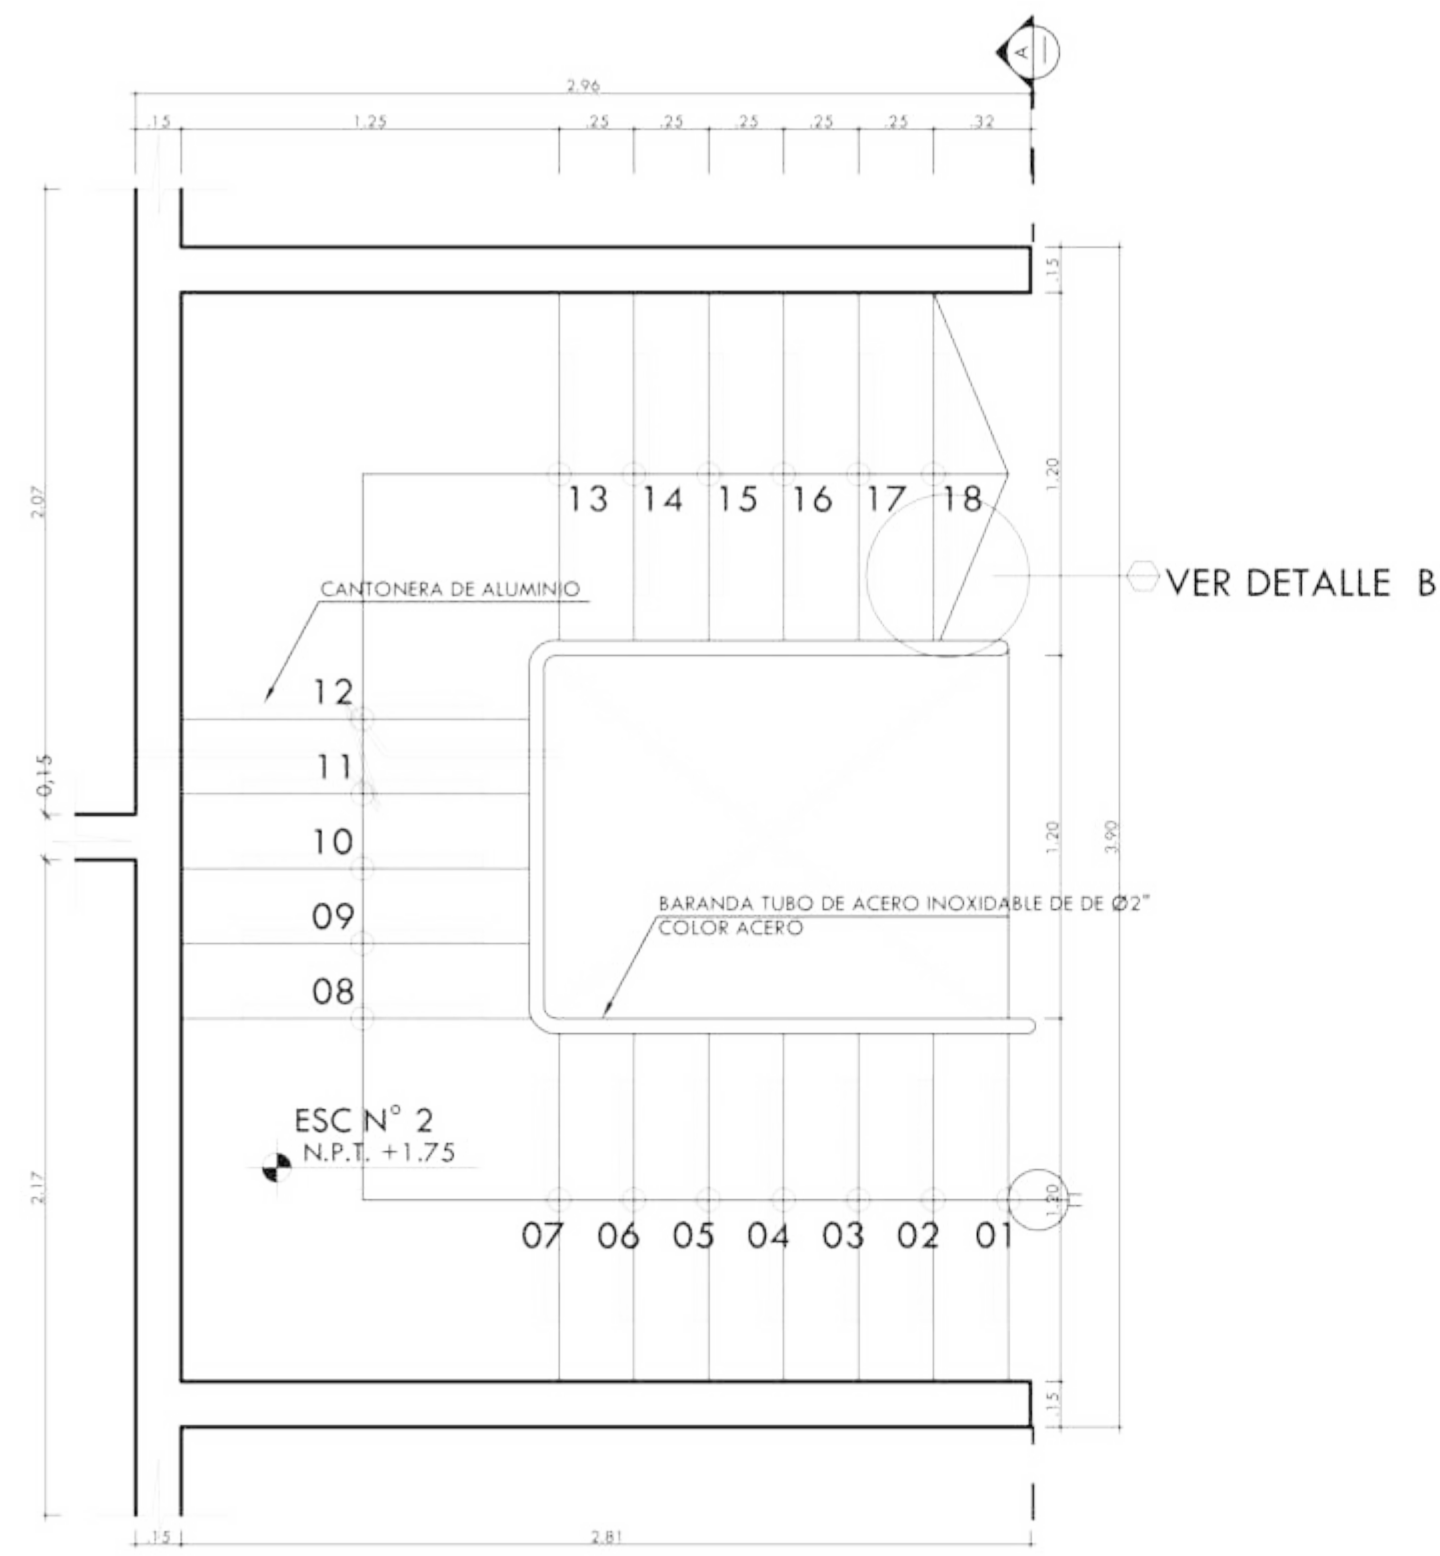 A
2.96
.15 1.25 .25 .25 .25 .25 .25 .32
.15
2.07
1.20
13 14 15 16 17 18
VER DETALLE B
CANTONERA DE ALUMINIO
12
11
0,15
10
1.20
3.90
09
BARANDA TUBO DE ACERO INOXIDABLE DE DE Ø2"
COLOR ACERO
08
ESC N° 2
N.P.T. +1.75
2.17
1.20
07 06 05 04 03 02 01
.15
.15 2.81